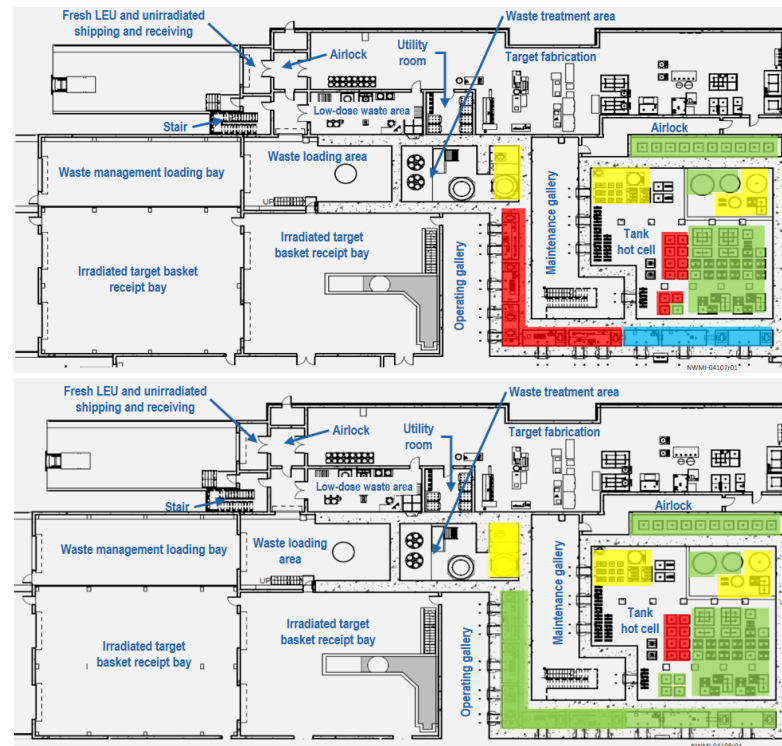 Waste treatment area
Fresh LEU and unirradiated
shipping and receiving
Airlock
Utility
room
Target fabrication
Low-dose waste area
Stair
Airlock
Waste loading area
Waste management loading bay
UP
Maintenance gallery
Tank
hot cell
Operating gallery
Irradiated target
basket receipt bay
Irradiated target basket
receipt bay
NWMI-04107r01
Waste treatment area
Fresh LEU and unirradiated
shipping and receiving
Airlock
Utility
room
Target fabrication
Low-dose waste area
Stair
Airlock
Waste management loading bay
Waste loading
area
UP
Maintenance gallery
Tank
hot cell
Operating gallery
Irradiated target
basket receipt bay
Irradiated target
basket receipt bay